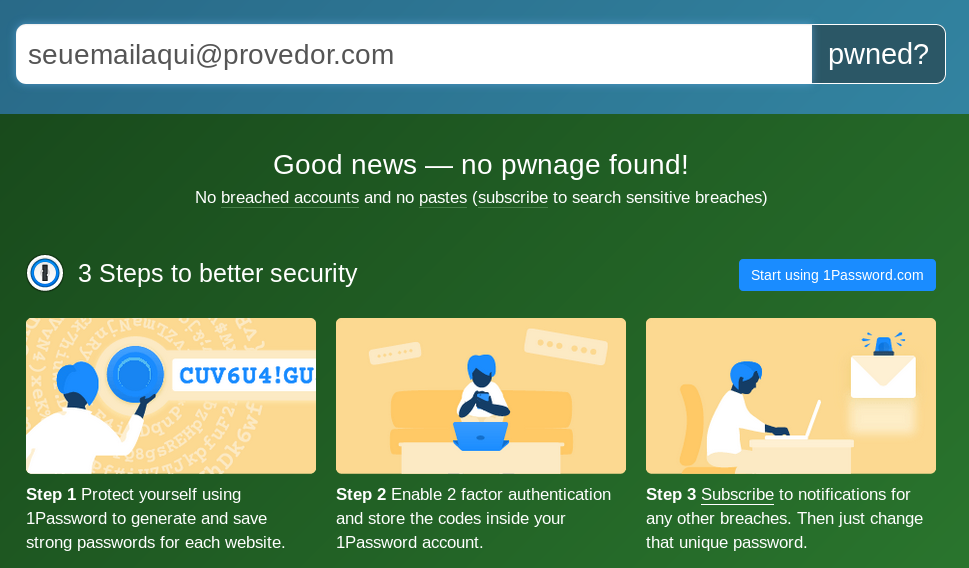 seuemailaqui@provedor.com
pwned?
Good news — no pwnage found!
No breached accounts and no pastes (subscribe to search sensitive breaches)
3 Steps to better security
Start using 1Password.com
CUV6U4!GU
Step 1 Protect yourself using
1Password to generate and save
strong passwords for each website.
Step 2 Enable 2 factor authentication
and store the codes inside your
1Password account.
Step 3 Subscribe to notifications for
any other breaches. Then just change
that unique password.